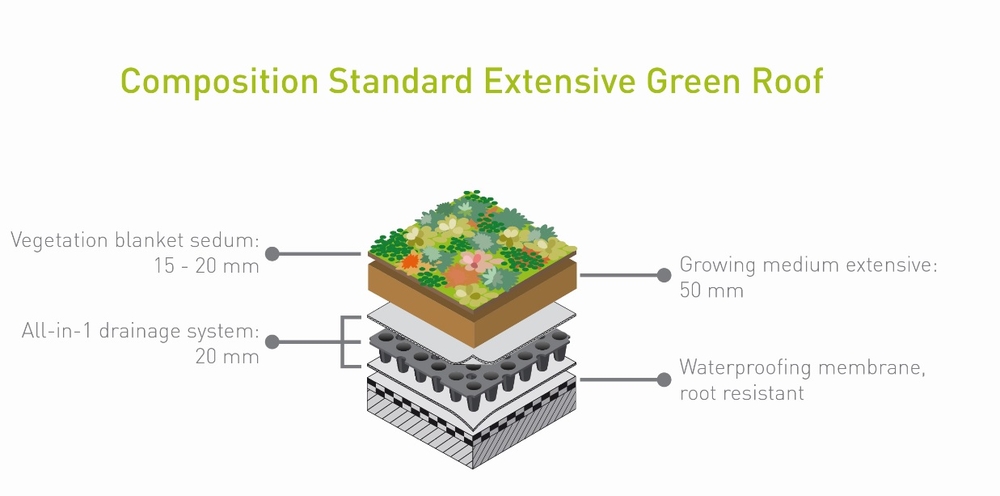 Composition Standard Extensive Green Roof
Vegetation blanket sedum:
15 - 20 mm
Growing medium extensive:
50 mm
All-in-1 drainage system:
20 mm
Waterproofing membrane,
root resistant